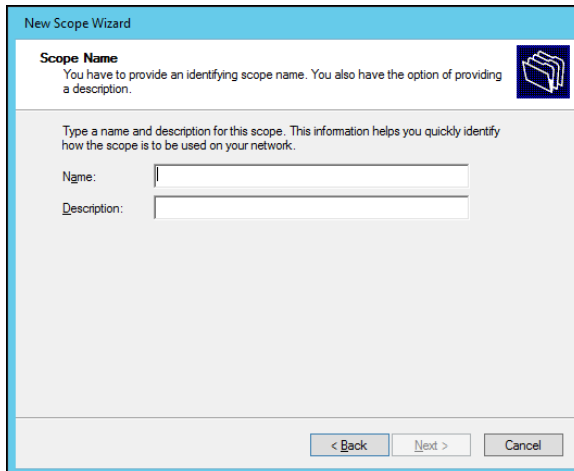 New Scope Wizard
Scope Name
You have to provide an identifying scope name. You also have the option of providing
a description.
Type a name and description for this scope. This information helps you quickly identify
how the scope is to be used on your network.
Name:
Description:
< Back Next > Cancel